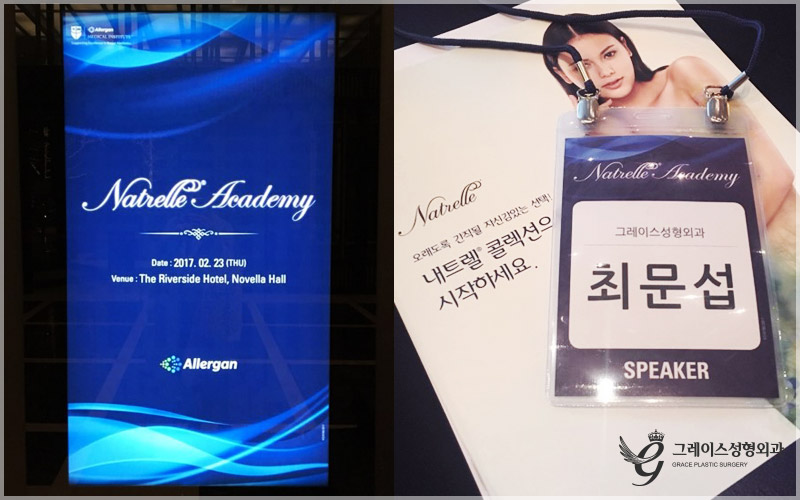 Allergan
MEDICAL INSTITUTE
Natrelle® Academy
Date : 2017. 02. 23 (THU)
Venue : The Riverside Hotel, Novella Hall
Allergan
Natrelle®
오래도록 간직될 자신감있는 선택!
내트렐® 콜렉션으
시작하세요.
Natrelle® Academy
그레이스성형외과
최문섭
SPEAKER
그레이스성형외과
GRACE PLASTIC SURGERY